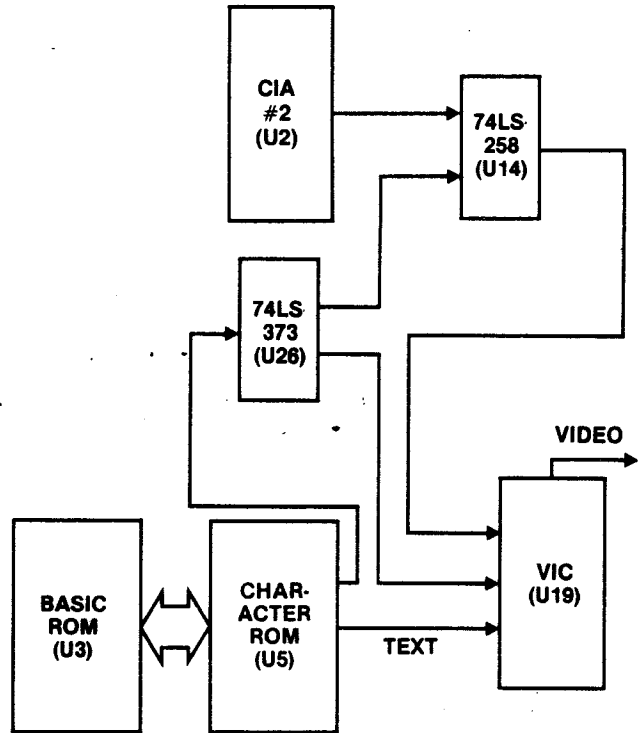 CIA
#2
(U2)
74LS
258
(U14)
74LS
373
(U26)
VIDEO
BASIC
ROM
(U3)
CHAR-
ACTER
ROM
(U5)
TEXT
VIC
(U19)